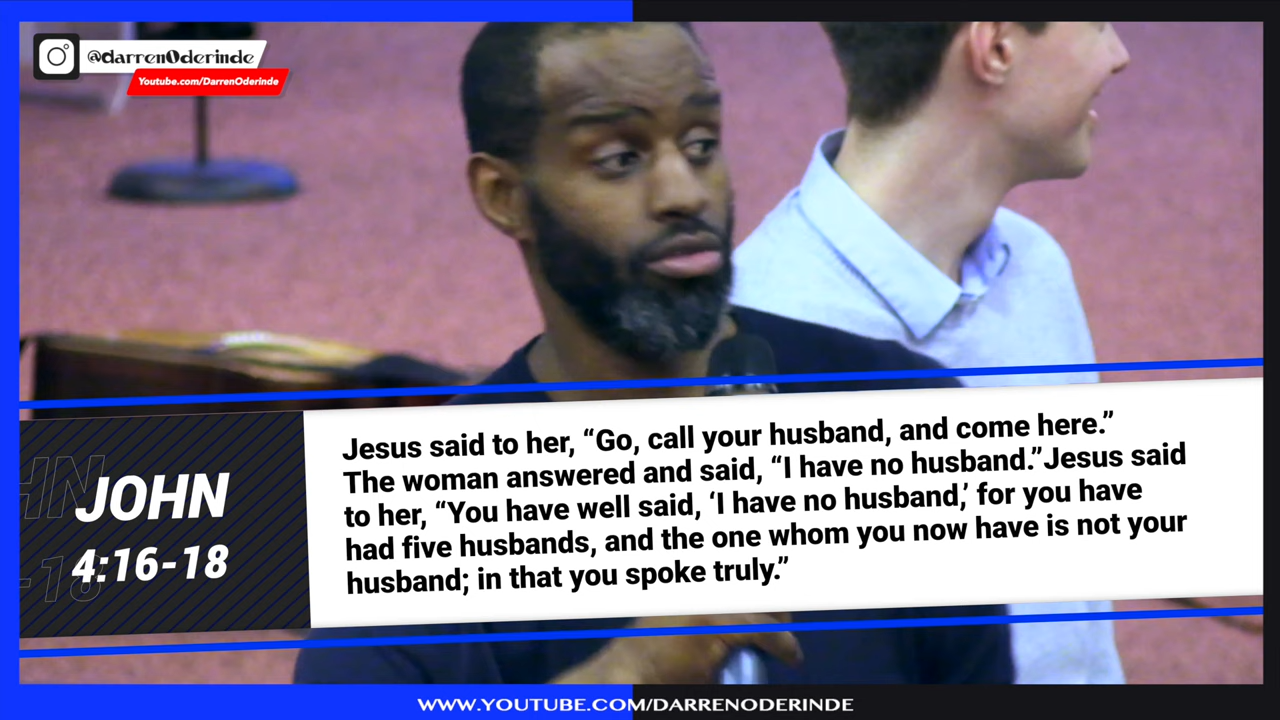 @darrenOderinde
Youtube.com/DarrenOderinde
Jesus said to her, “Go, call your husband, and come here.”
The woman answered and said, “I have no husband.”Jesus said
to her, “You have well said, ‘I have no husband,’ for you have
had five husbands, and the one whom you now have is not your
husband; in that you spoke truly.”
HN
JOHN
4:16-18
-18
WWW.YOUTUBE.COM/DARRENODERINDE